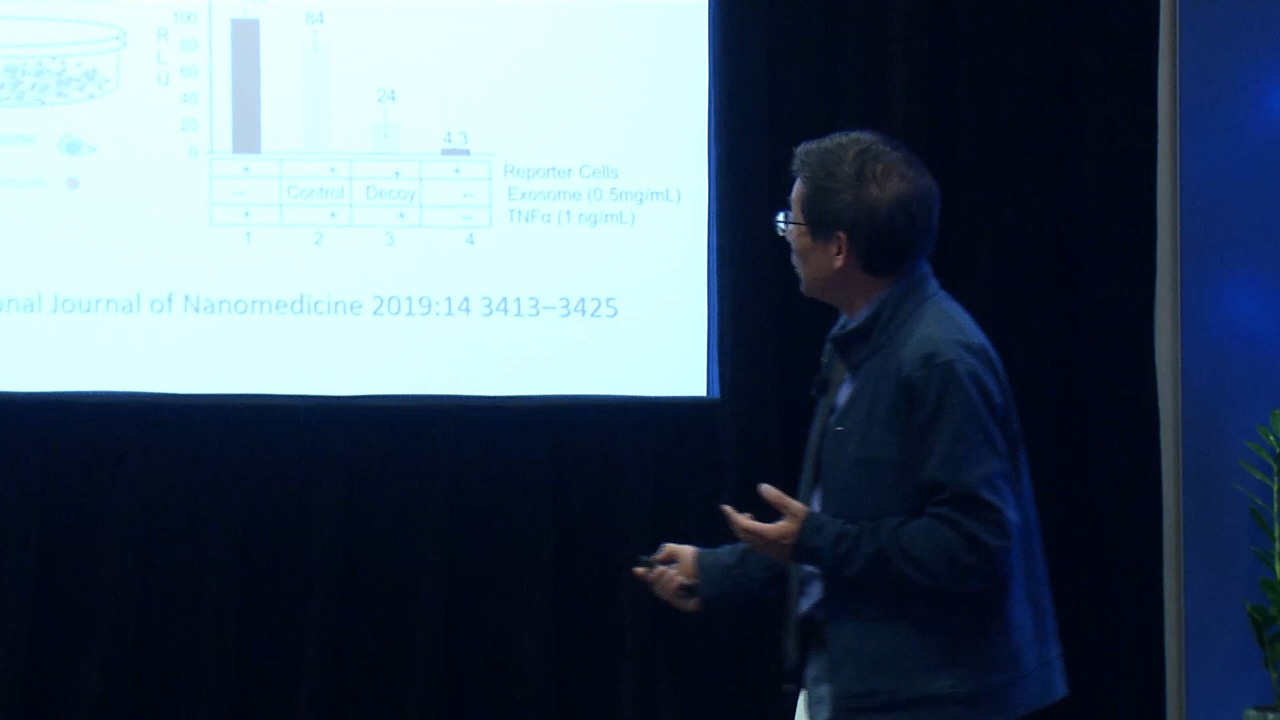 100
84
R
80
L
60
U
40
24
20
4.3
0
+ + + + Reporter Cells
-- Control Decoy -- Exosome (0.5mg/mL)
+ + + -- TNFα (1 ng/mL)
1 2 3 4
onal Journal of Nanomedicine 2019:14 3413–3425